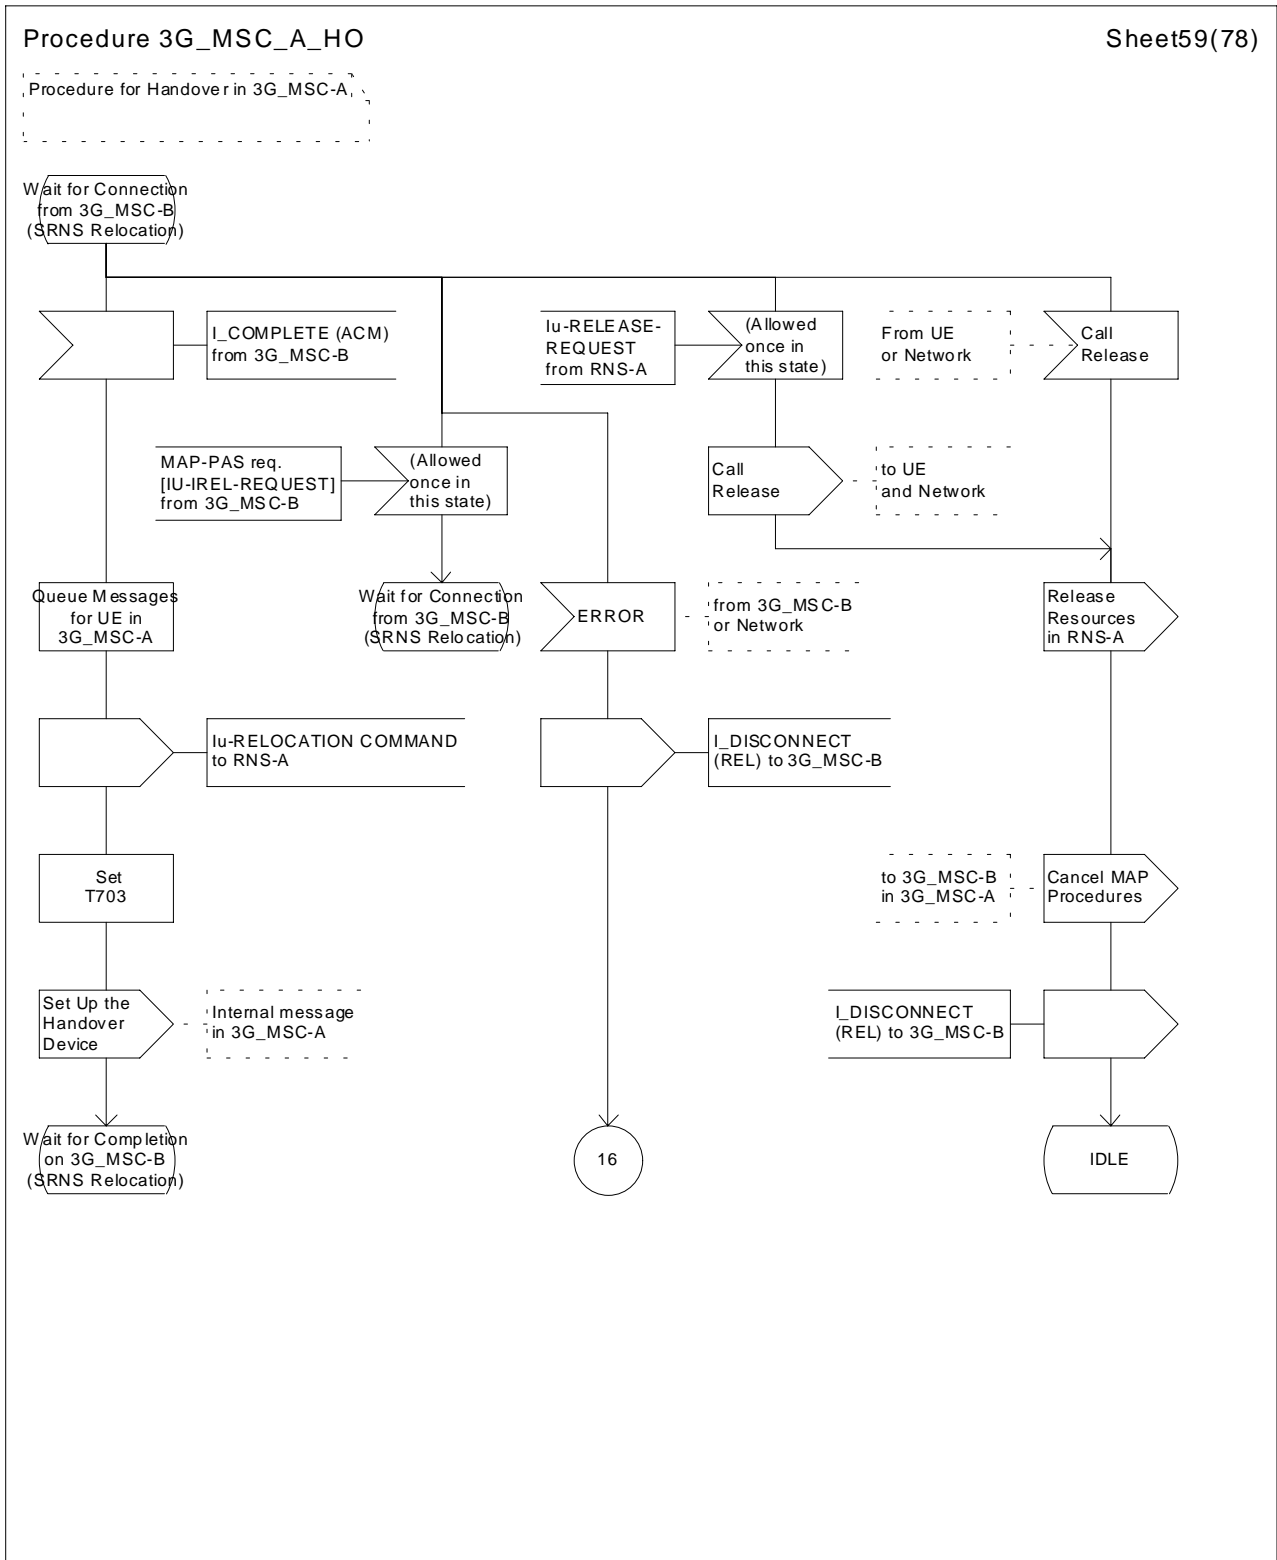 Procedure 3G_MSC_A_HO
Sheet59(78)
Procedure for Handover in 3G_MSC-A
Wait for Connection
from 3G_MSC-B
(SRNS Relocation)
I_COMPLETE (ACM)
from 3G_MSC-B
Iu-RELEASE-
REQUEST
from RNS-A
(Allowed
once in
this state)
From UE
or Network
Call
Release
MAP-PAS req.
[IU-IREL-REQUEST]
from 3G_MSC-B
(Allowed
once in
this state)
Call
Release
to UE
and Network
Queue Messages
for UE in
3G_MSC-A
Wait for Connection
from 3G_MSC-B
(SRNS Relocation)
ERROR
from 3G_MSC-B
or Network
Release
Resources
in RNS-A
Iu-RELOCATION COMMAND
to RNS-A
I_DISCONNECT
(REL) to 3G_MSC-B
Set
T703
to 3G_MSC-B
in 3G_MSC-A
Cancel MAP
Procedures
Set Up the
Handover
Device
Internal message
in 3G_MSC-A
I_DISCONNECT
(REL) to 3G_MSC-B
Wait for Completion
on 3G_MSC-B
(SRNS Relocation)
16
IDLE